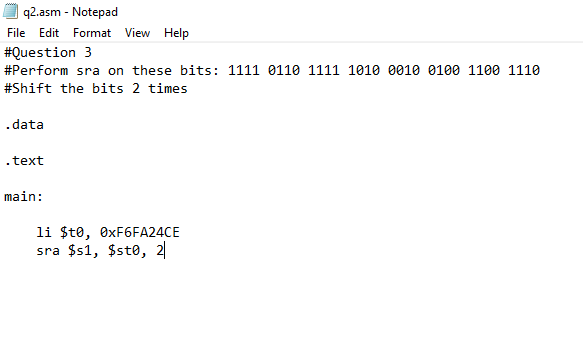 q2.asm - Notepad
File Edit Format View Help
#Question 3
#Perform sra on these bits: 1111 0110 1111 1010 0010 0100 1100 1110
#Shift the bits 2 times
.data
.text
main:
li $t0, 0xF6FA24CE
sra $s1, $st0, 2